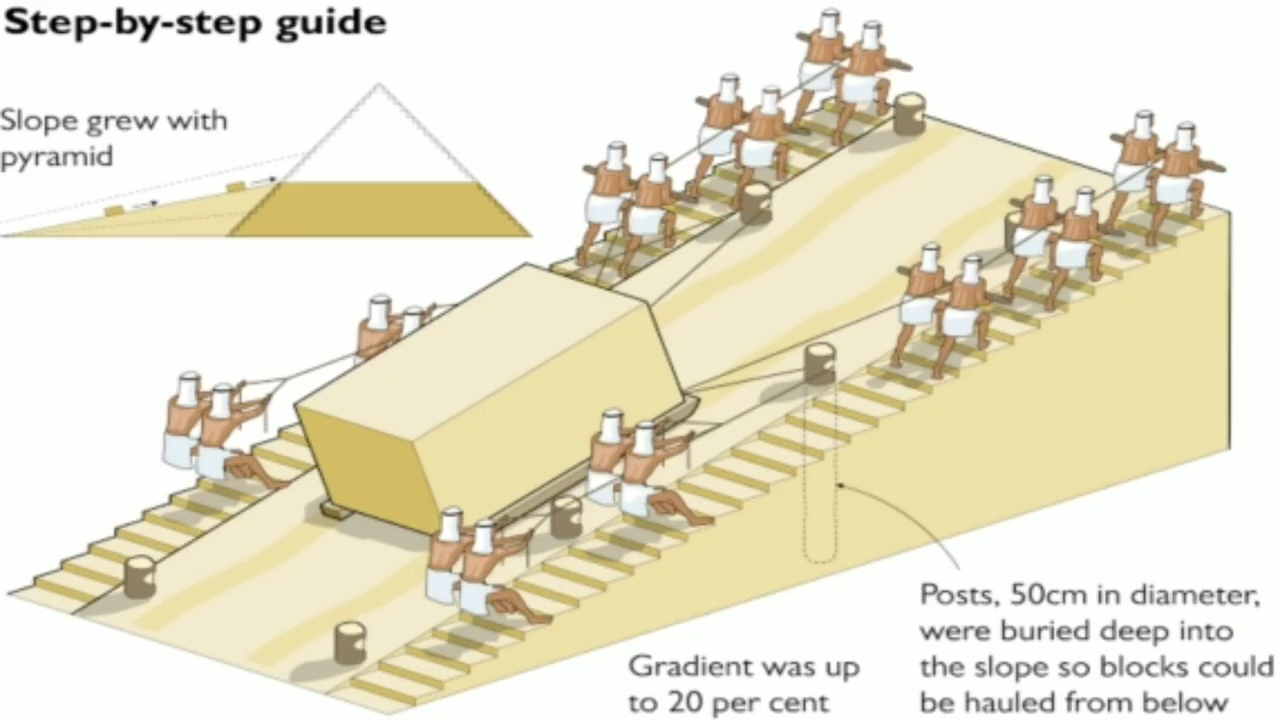 Step-by-step guide
Slope grew with
pyramid
Gradient was up
to 20 per cent
Posts, 50cm in diameter,
were buried deep into
the slope so blocks could
be hauled from below